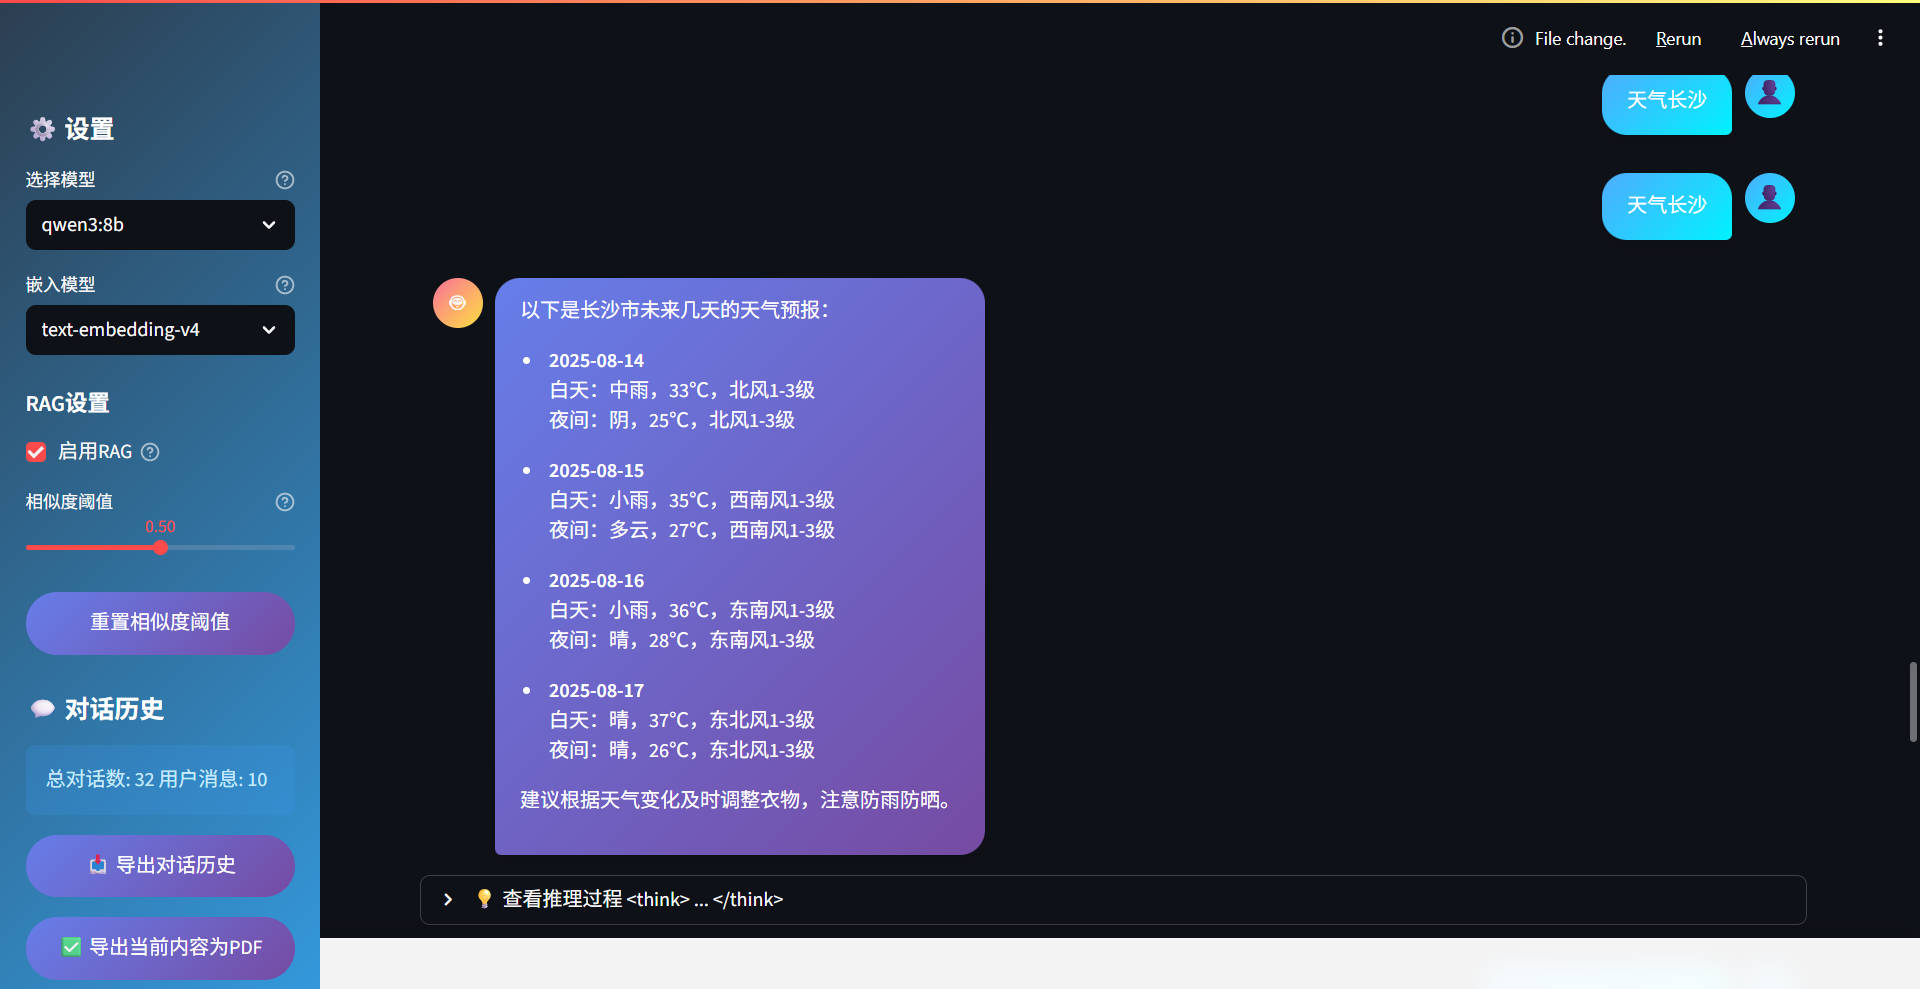 File change.
Rerun
Always rerun
设置
选择模型
qwen3:8b
嵌入模型
text-embedding-v4
RAG设置
启用RAG
相似度阈值
0.50
重置相似度阈值
对话历史
总对话数: 32 用户消息: 10
导出对话历史
导出当前内容为PDF
天气长沙
天气长沙
以下是长沙市未来几天的天气预报：
2025-08-14
白天：中雨，33℃，北风1-3级
夜间：阴，25℃，北风1-3级
2025-08-15
白天：小雨，35℃，西南风1-3级
夜间：多云，27℃，西南风1-3级
2025-08-16
白天：小雨，36℃，东南风1-3级
夜间：晴，28℃，东南风1-3级
2025-08-17
白天：晴，37℃，东北风1-3级
夜间：晴，26℃，东北风1-3级
建议根据天气变化及时调整衣物，注意防雨防晒。
查看推理过程 <think> ... </think>